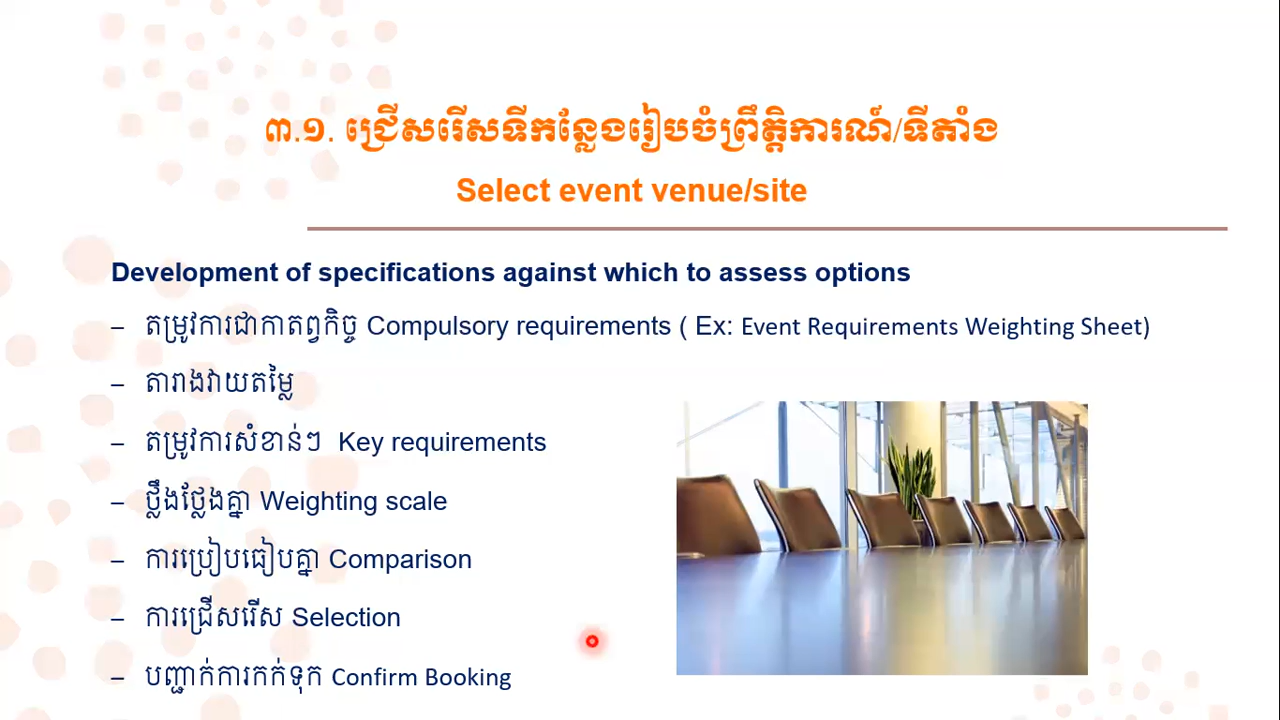 ៣.១. ជ្រើសរើសទីកន្លែងរៀបចំព្រឹត្តិការណ៍/ទីតាំង
Select event venue/site
Development of specifications against which to assess options
– តម្រូវការជាកាតព្វកិច្ច Compulsory requirements ( Ex: Event Requirements Weighting Sheet)
– តារាងវាយតម្លៃ
– តម្រូវការសំខាន់ៗ Key requirements
– ថ្លឹងថ្លែងគ្នា Weighting scale
– ការប្រៀបធៀបគ្នា Comparison
– ការជ្រើសរើស Selection
– បញ្ជាក់ការកក់ទុក Confirm Booking